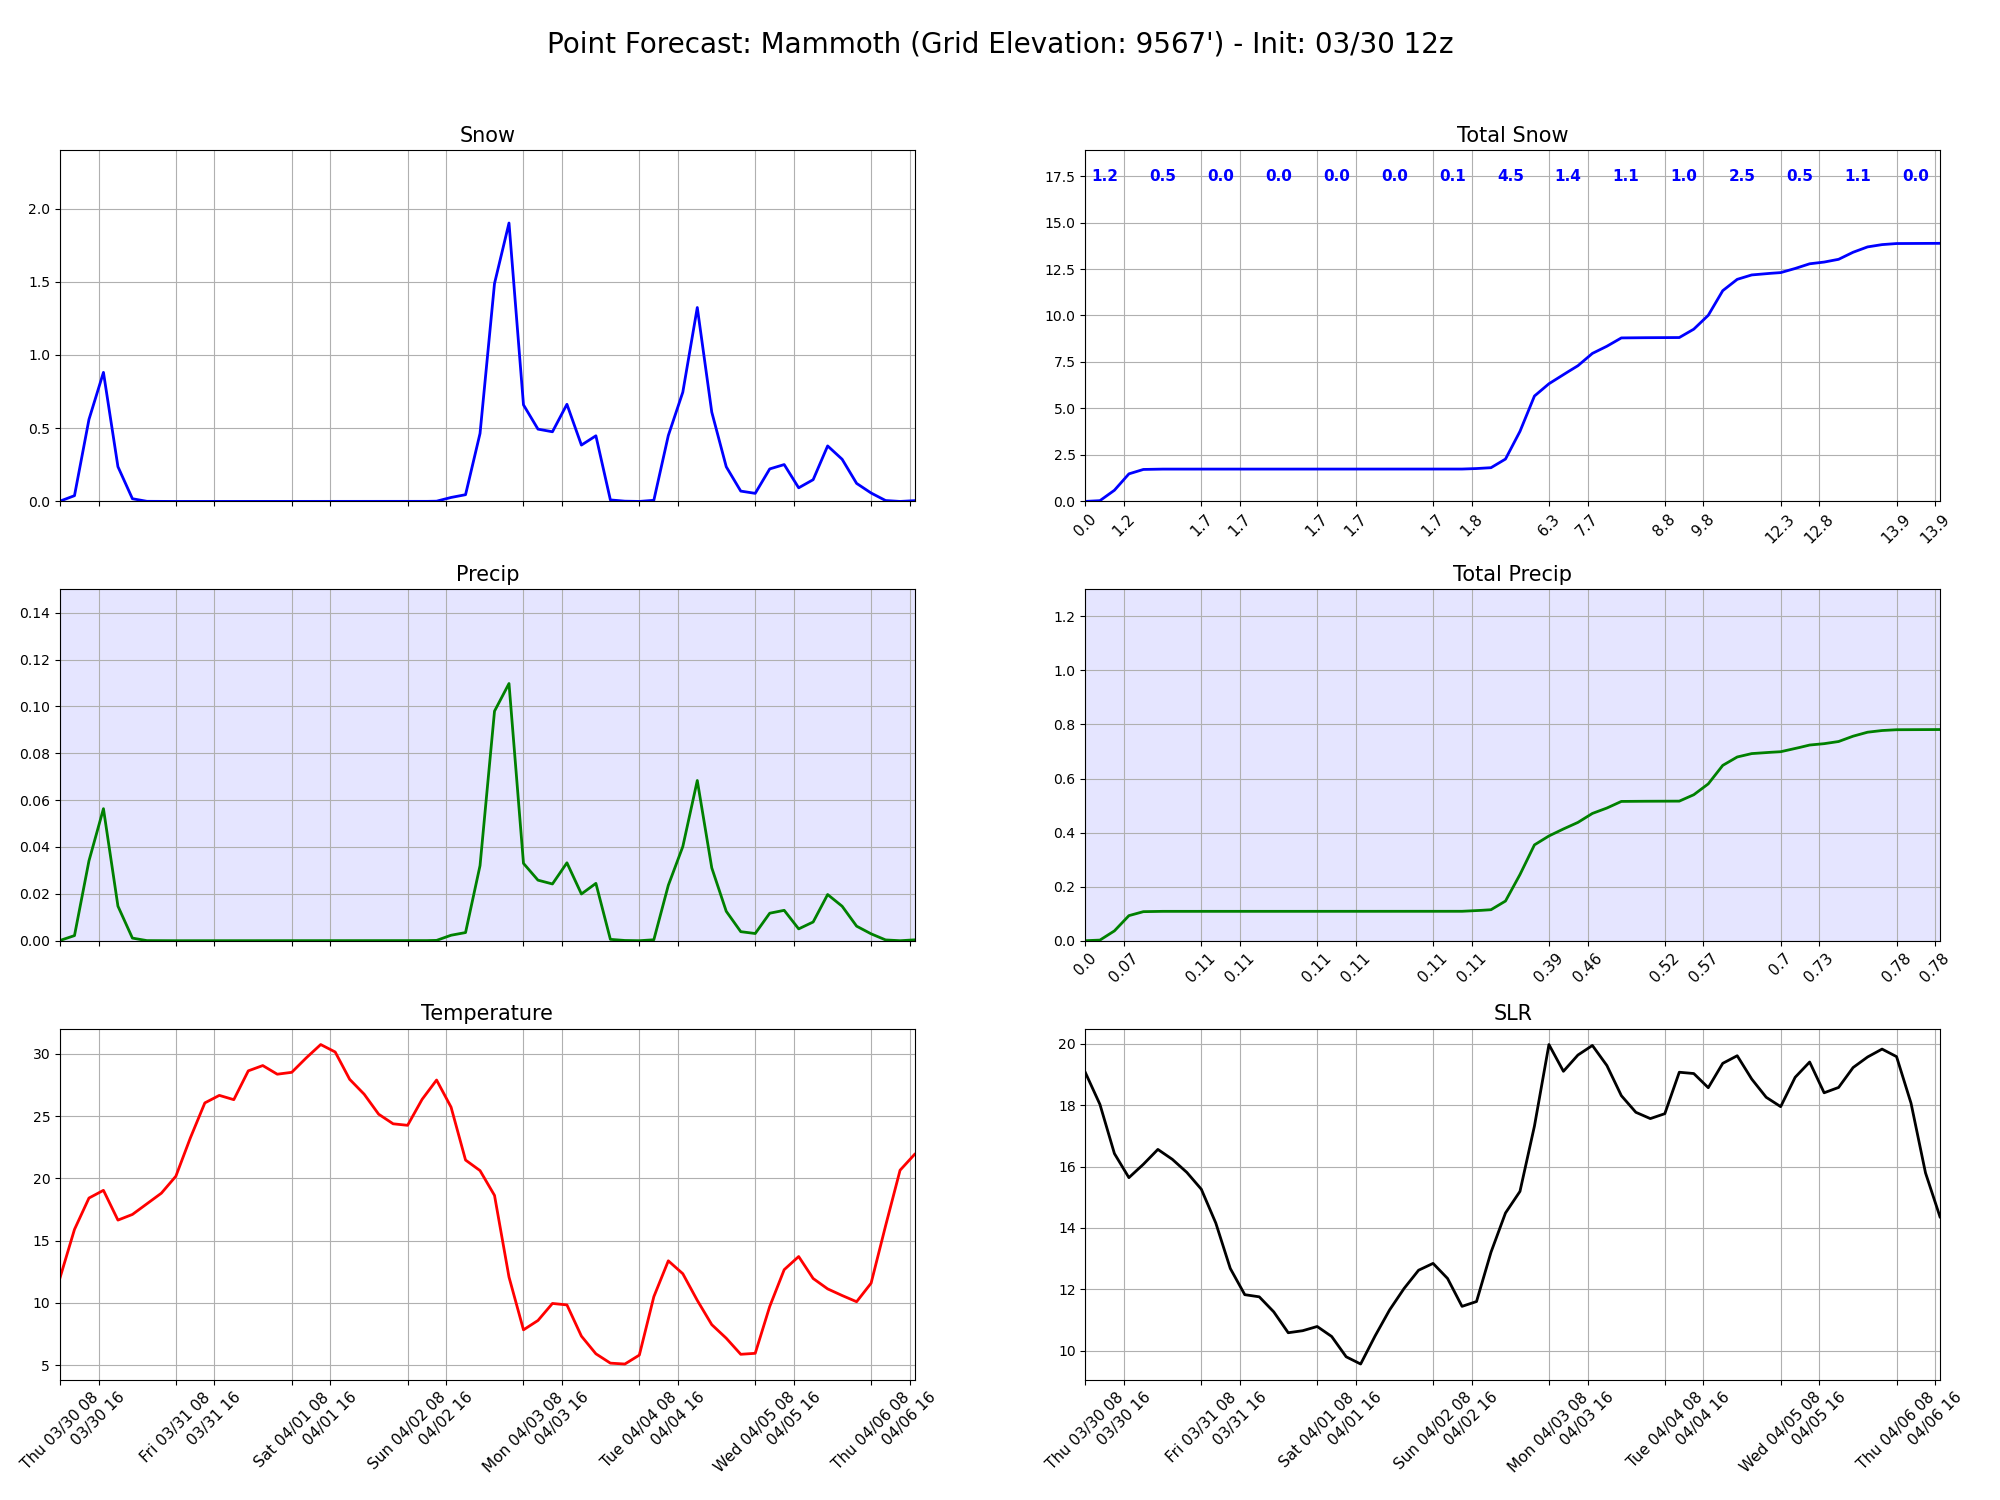 Point Forecast: Mammoth (Grid Elevation: 9567') - Init: 03/30 12z
Snow
2.0
1.5
1.0
0.5
0.0
Total Snow
17.5
15.0
12.5
10.0
7.5
5.0
2.5
0.0
1.2 0.5 0.0 0.0 0.0 0.0 0.1 4.5 1.4 1.1 1.0 2.5 0.5 1.1 0.0
0.0 1.2 1.7 1.7 1.7 1.7 1.7 1.8 6.3 7.7 8.8 9.8 12.3 12.8 13.9 13.9
Precip
0.14
0.12
0.10
0.08
0.06
0.04
0.02
0.00
Total Precip
1.2
1.0
0.8
0.6
0.4
0.2
0.0
0.0 0.07 0.11 0.11 0.11 0.11 0.11 0.11 0.39 0.46 0.52 0.57 0.7 0.73 0.78 0.78
Temperature
30
25
20
15
10
5
Thu 03/30 08
03/30 16
Fri 03/31 08
03/31 16
Sat 04/01 08
04/01 16
Sun 04/02 08
04/02 16
Mon 04/03 08
04/03 16
Tue 04/04 08
04/04 16
Wed 04/05 08
04/05 16
Thu 04/06 08
04/06 16
SLR
20
18
16
14
12
10
Thu 03/30 08
03/30 16
Fri 03/31 08
03/31 16
Sat 04/01 08
04/01 16
Sun 04/02 08
04/02 16
Mon 04/03 08
04/03 16
Tue 04/04 08
04/04 16
Wed 04/05 08
04/05 16
Thu 04/06 08
04/06 16